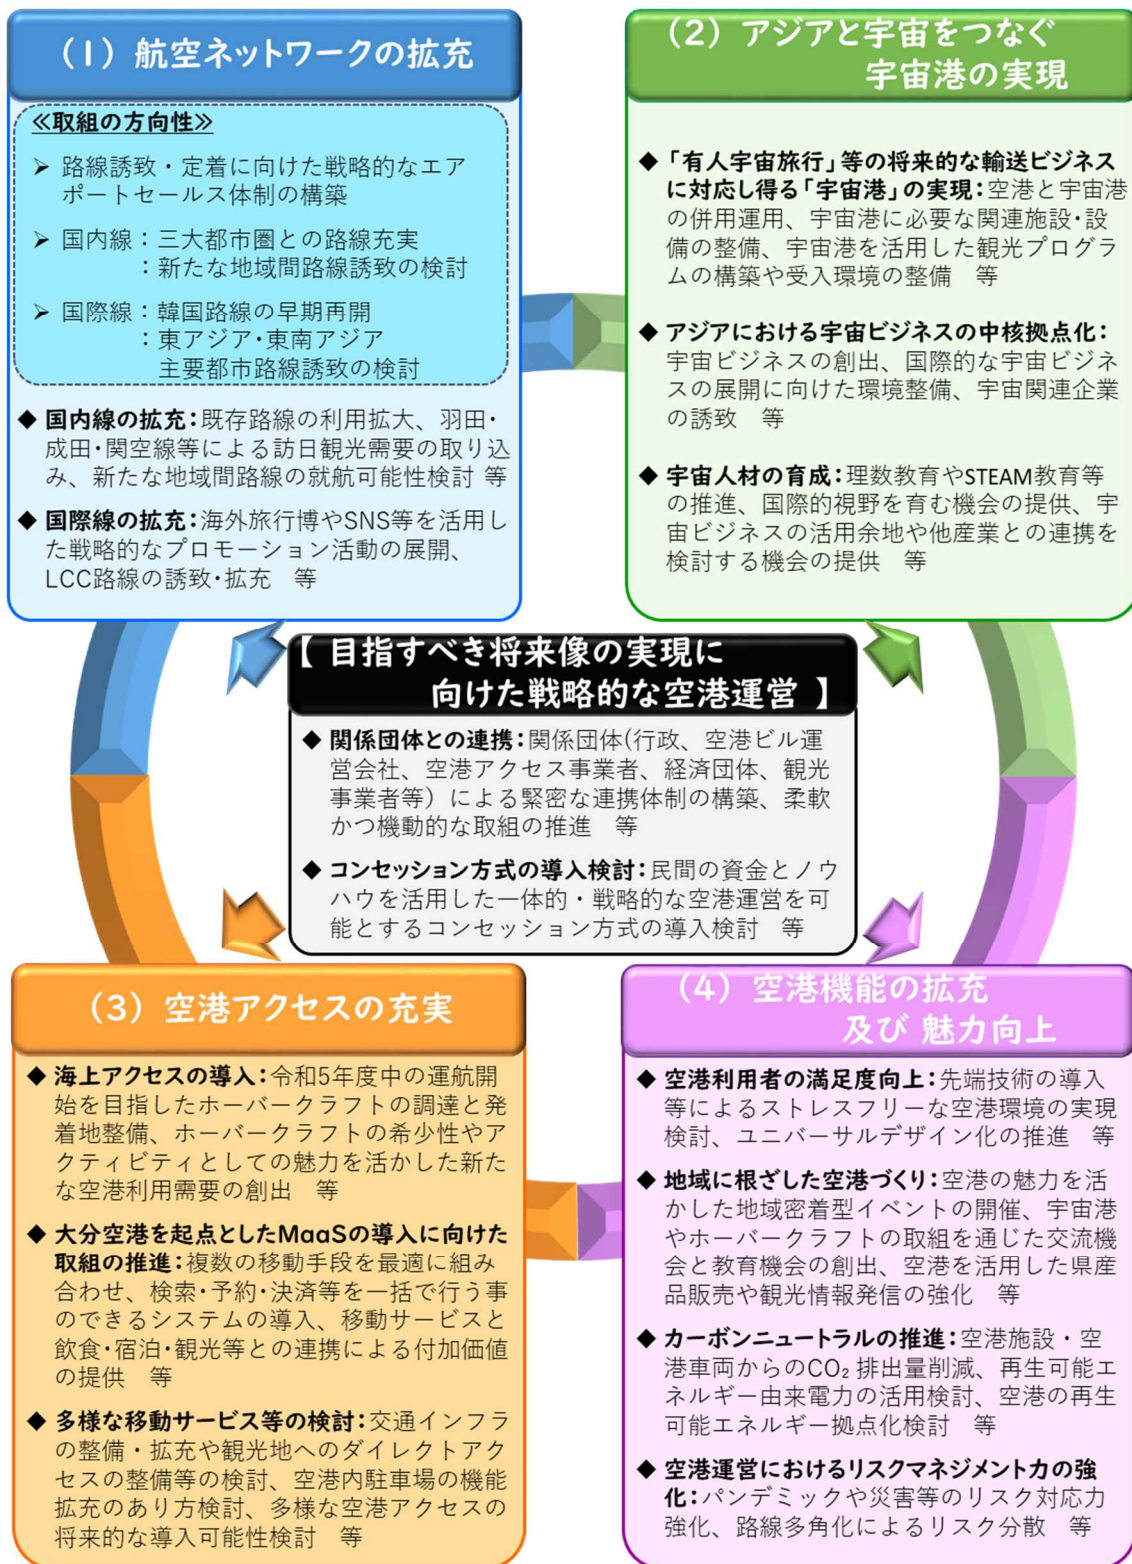 (1) 航空ネットワークの拡充
≪取組の方向性≫
➢ 路線誘致・定着に向けた戦略的なエア
ポートセールス体制の構築
➢ 国内線：三大都市圏との路線充実
：新たな地域間路線誘致の検討
➢ 国際線：韓国路線の早期再開
：東アジア・東南アジア
主要都市路線誘致の検討
◆ 国内線の拡充：既存路線の利用拡大、羽田・
成田・関空線等による訪日観光需要の取り込
み、新たな地域間路線の就航可能性検討 等
◆ 国際線の拡充：海外旅行博やSNS等を活用し
た戦略的なプロモーション活動の展開、
LCC路線の誘致・拡充 等
(2) アジアと宇宙をつなぐ
宇宙港の実現
◆ 「有人宇宙旅行」等の将来的な輸送ビジネス
に対応し得る「宇宙港」の実現：空港と宇宙港
の併用運用、宇宙港に必要な関連施設・設
備の整備、宇宙港を活用した観光プログラ
ムの構築や受入環境の整備 等
◆ アジアにおける宇宙ビジネスの中核拠点化：
宇宙ビジネスの創出、国際的な宇宙ビジネ
スの展開に向けた環境整備、宇宙関連企業
の誘致 等
◆ 宇宙人材の育成：理数教育やSTEAM教育等
の推進、国際的視野を育む機会の提供、宇
宙ビジネスの活用余地や他産業との連携を
検討する機会の提供 等
【 目指すべき将来像の実現に
向けた戦略的な空港運営 】
◆ 関係団体との連携：関係団体(行政、空港ビル運
営会社、空港アクセス事業者、経済団体、観光
事業者等）による緊密な連携体制の構築、柔軟
かつ機動的な取組の推進 等
◆ コンセッション方式の導入検討：民間の資金とノウ
ハウを活用した一体的・戦略的な空港運営を可
能とするコンセッション方式の導入検討 等
(3) 空港アクセスの充実
◆ 海上アクセスの導入：令和5年度中の運航開
始を目指したホーバークラフトの調達と発
着地整備、ホーバークラフトの希少性やア
クティビティとしての魅力を活かした新た
な空港利用需要の創出 等
◆ 大分空港を起点としたMaaSの導入に向けた
取組の推進：複数の移動手段を最適に組み
合わせ、検索・予約・決済等を一括で行う事
のできるシステムの導入、移動サービスと
飲食・宿泊・観光等との連携による付加価値
の提供 等
◆ 多様な移動サービス等の検討：交通インフラ
の整備・拡充や観光地へのダイレクトアク
セスの整備等の検討、空港内駐車場の機能
拡充のあり方検討、多様な空港アクセスの
将来的な導入可能性検討 等
(4) 空港機能の拡充
及び 魅力向上
◆ 空港利用者の満足度向上：先端技術の導入
等によるストレスフリーな空港環境の実現
検討、ユニバーサルデザイン化の推進 等
◆ 地域に根ざした空港づくり：空港の魅力を活
かした地域密着型イベントの開催、宇宙港
やホーバークラフトの取組を通じた交流機
会と教育機会の創出、空港を活用した県産
品販売や観光情報発信の強化 等
◆ カーボンニュートラルの推進：空港施設・空
港車両からのCO₂ 排出量削減、再生可能エ
ネルギー由来電力の活用検討、空港の再生
可能エネルギー拠点化検討 等
◆ 空港運営におけるリスクマネジメント力の強
化：パンデミックや災害等のリスク対応力
強化、路線多角化によるリスク分散 等